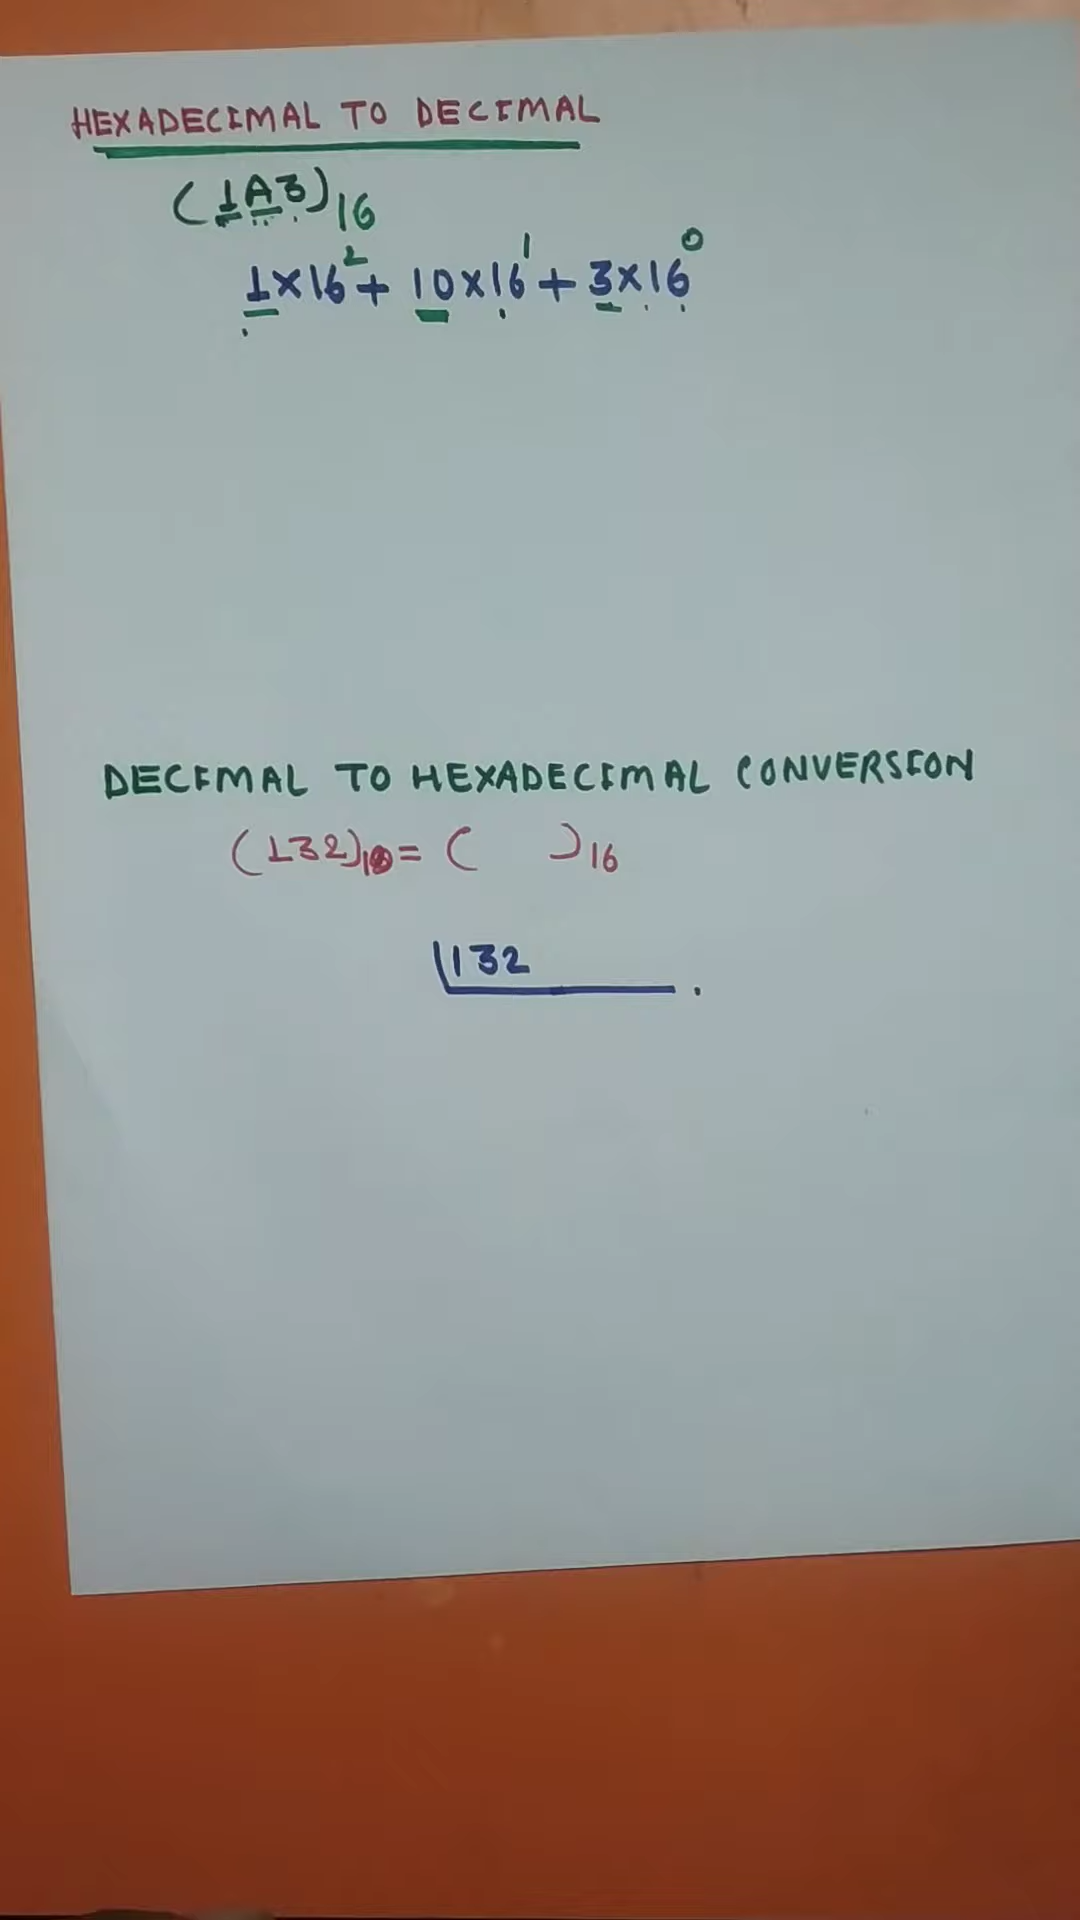 HEXADECIMAL TO DECIMAL
(1A3)₁₆
1×16² + 10×16¹ + 3×16⁰
DECIMAL TO HEXADECIMAL CONVERSION
(132)₁₀ = ( )₁₆
132